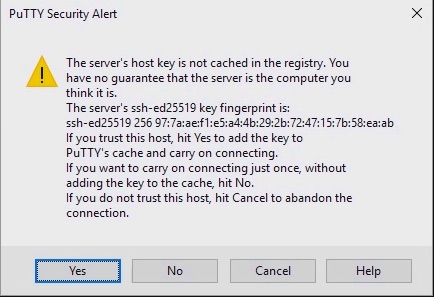 PuTTY Security Alert
The server's host key is not cached in the registry. You
have no guarantee that the server is the computer you
think it is.
The server's ssh-ed25519 key fingerprint is:
ssh-ed25519 256 97:7a:ae:f1:e5:a4:4b:29:2b:72:47:15:7b:58:ea:ab
If you trust this host, hit Yes to add the key to
PuTTY's cache and carry on connecting.
If you want to carry on connecting just once, without
adding the key to the cache, hit No.
If you do not trust this host, hit Cancel to abandon the
connection.
Yes
No
Cancel
Help